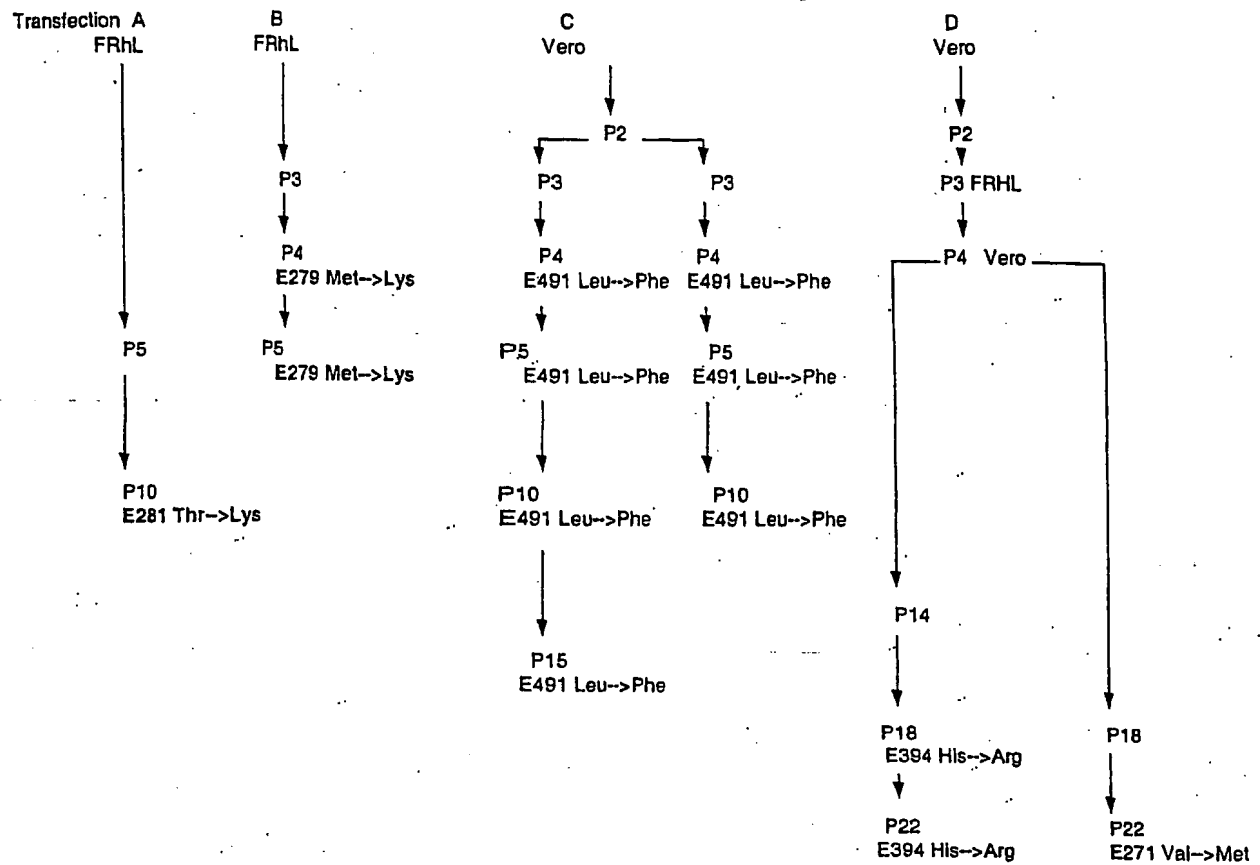 Transfection A B C D
FRhL FRhL Vero Vero
P2 P2
P3 P3 P3 P3 FRHL
P4 P4 P4 P4 Vero
E279 Met-->Lys E491 Leu-->Phe E491 Leu-->Phe
P5 P5 P5 P5
E279 Met-->Lys E491 Leu-->Phe E491 Leu-->Phe
P10 P10 P10
E281 Thr-->Lys E491 Leu-->Phe E491 Leu-->Phe
P14
P15
E491 Leu-->Phe
P18 P18
E394 His-->Arg
P22 P22
E394 His-->Arg E271 Val-->Met